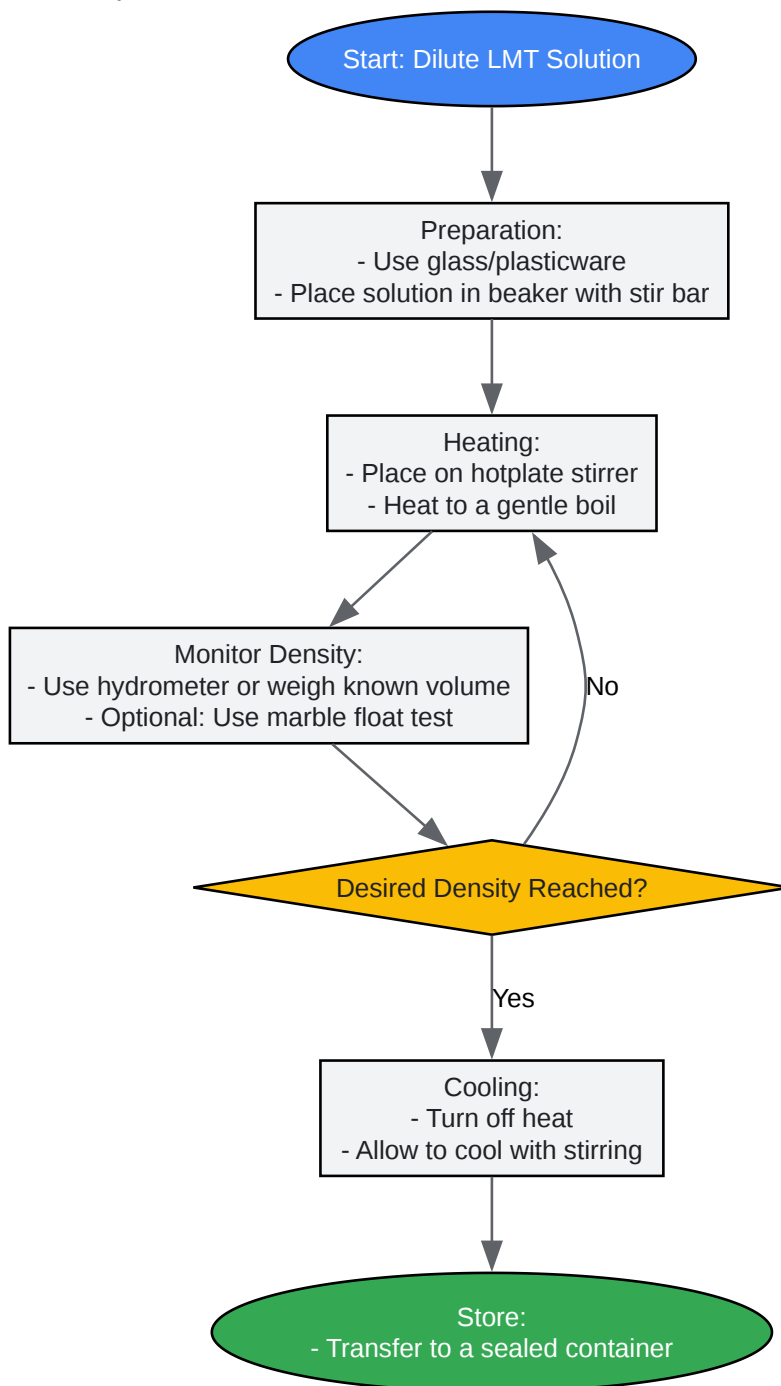 Start: Dilute LMT Solution
Preparation:
- Use glass/plasticware
- Place solution in beaker with stir bar
Heating:
- Place on hotplate stirrer
- Heat to a gentle boil
Monitor Density:
- Use hydrometer or weigh known volume
- Optional: Use marble float test
No
Desired Density Reached?
Yes
Cooling:
- Turn off heat
- Allow to cool with stirring
Store:
- Transfer to a sealed container